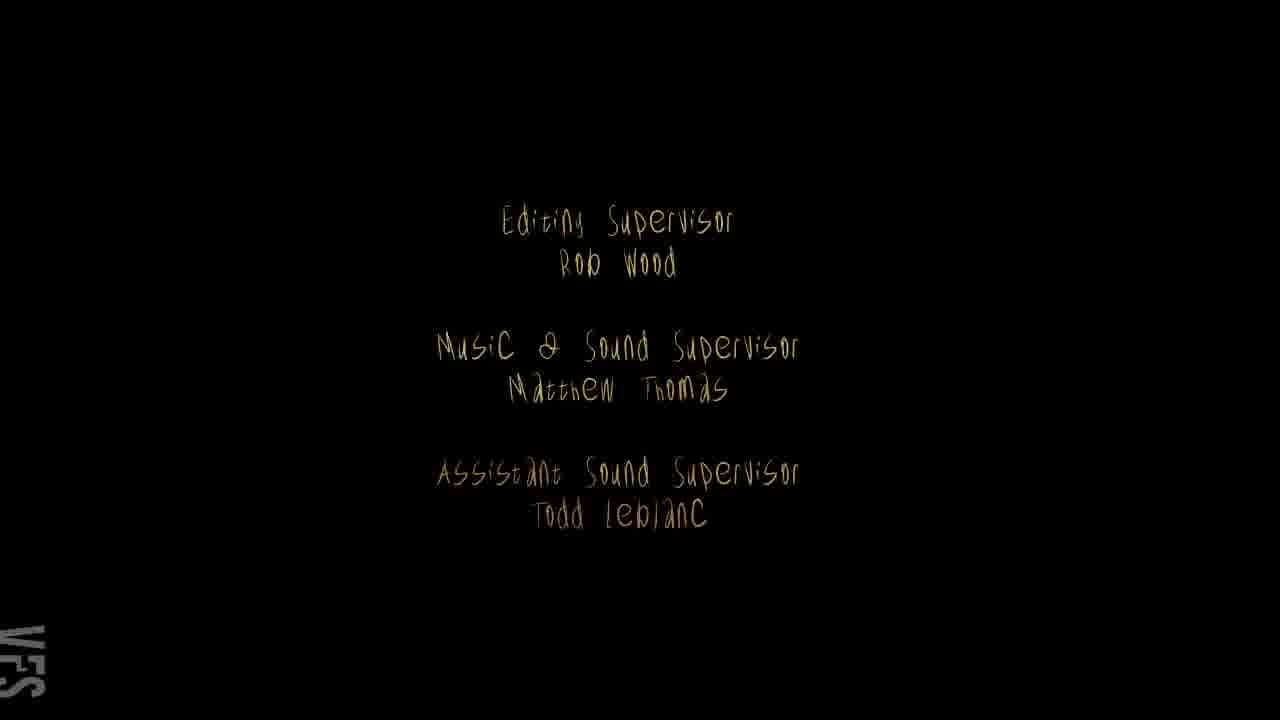 Editing Supervisor
Rob Wood
Music & Sound Supervisor
Matthew Thomas
Assistant Sound Supervisor
Todd Leblanc
VFS